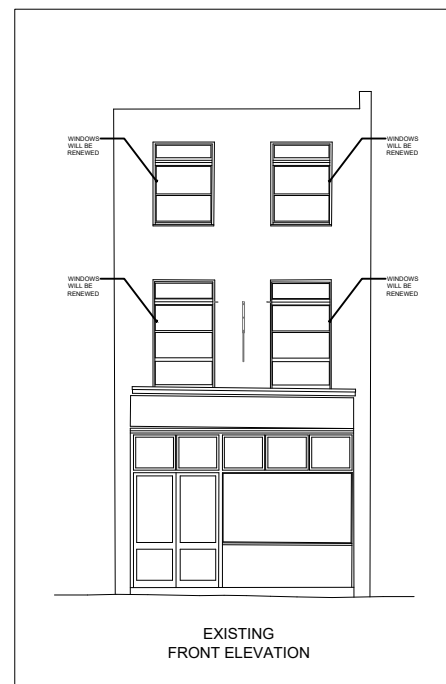 WINDOWS
WILL BE
RENEWED
WINDOWS
WILL BE
RENEWED
WINDOWS
WILL BE
RENEWED
WINDOWS
WILL BE
RENEWED
EXISTING
FRONT ELEVATION